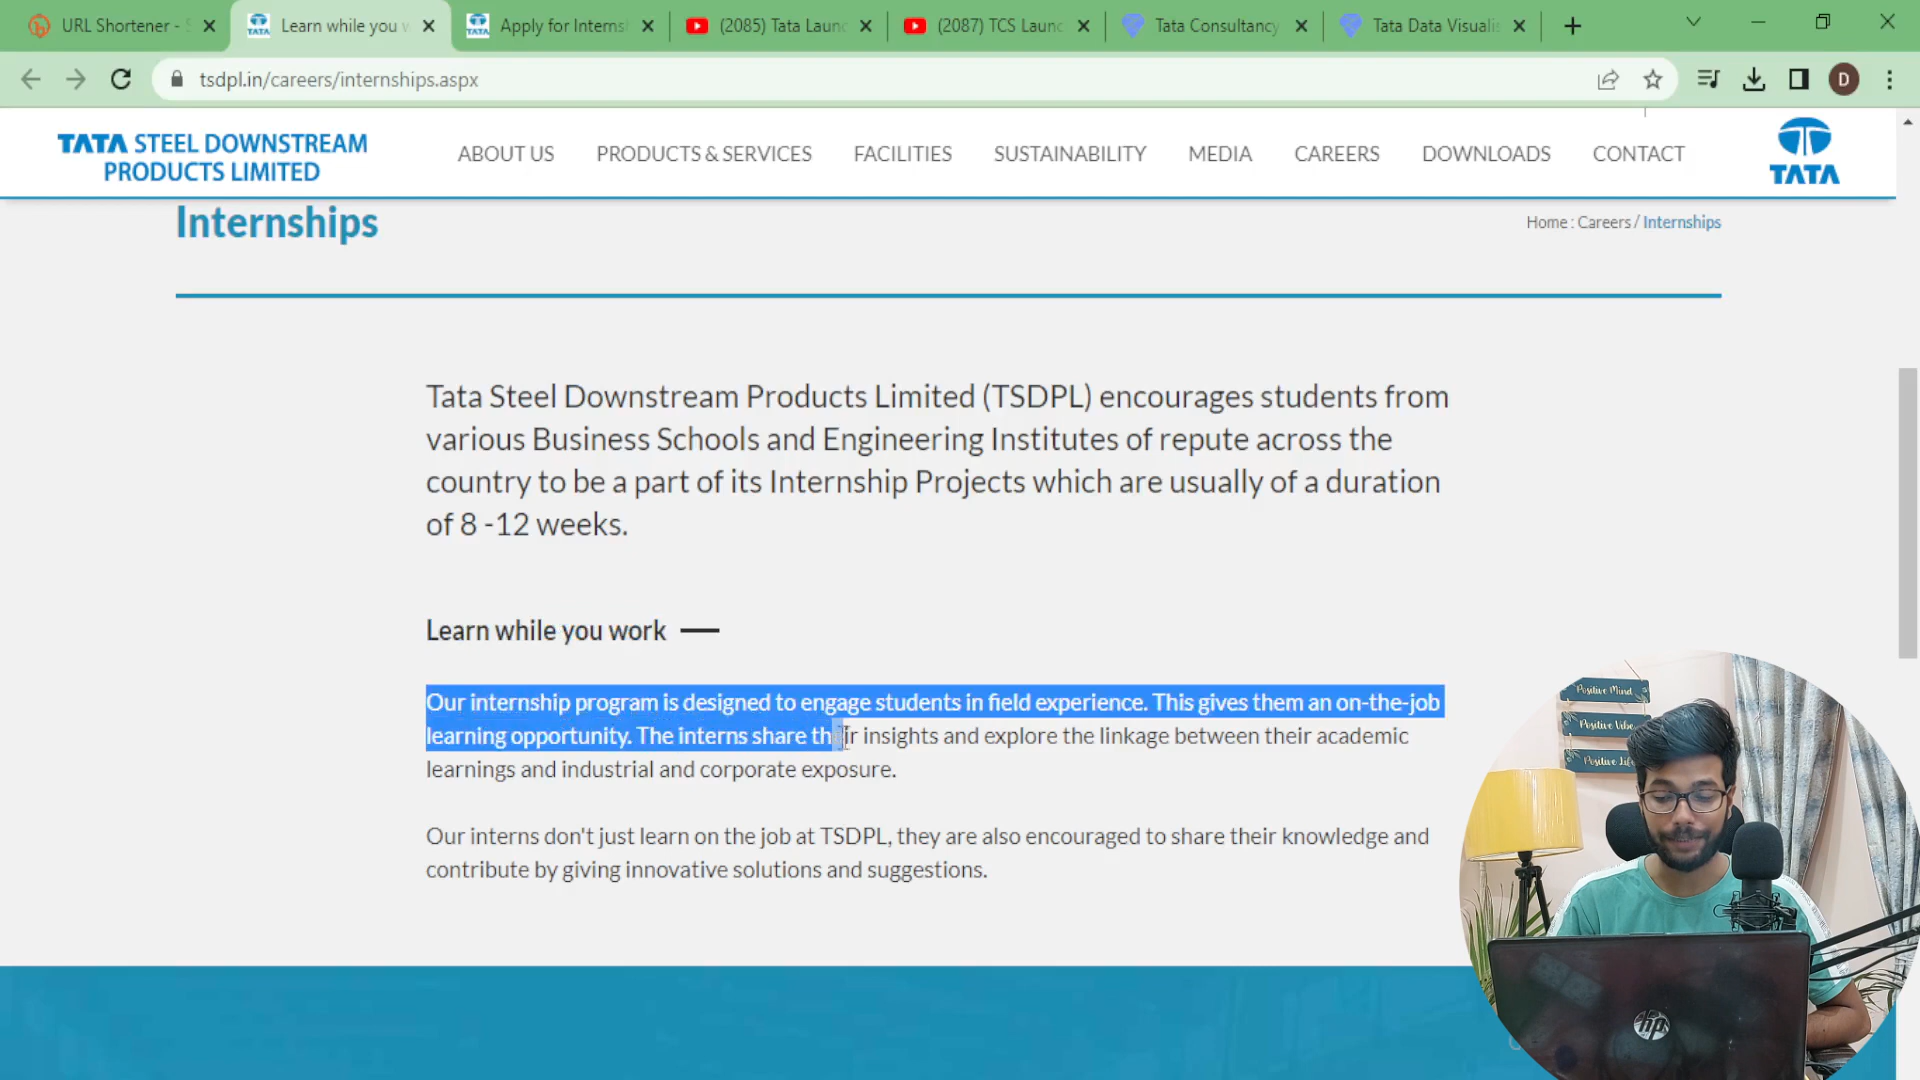 URL Shortener - S
Learn while you w
Apply for Interns
(2085) Tata Launc
(2087) TCS Launc
Tata Consultancy
Tata Data Visualis
tsdpl.in/careers/internships.aspx
D
TATA STEEL DOWNSTREAM
PRODUCTS LIMITED
ABOUT US
PRODUCTS & SERVICES
FACILITIES
SUSTAINABILITY
MEDIA
CAREERS
DOWNLOADS
CONTACT
TATA
Internships
Home : Careers / Internships
Tata Steel Downstream Products Limited (TSDPL) encourages students from
various Business Schools and Engineering Institutes of repute across the
country to be a part of its Internship Projects which are usually of a duration
of 8 -12 weeks.
Learn while you work
Our internship program is designed to engage students in field experience. This gives them an on-the-job
learning opportunity. The interns share their insights and explore the linkage between their academic
learnings and industrial and corporate exposure.
Our interns don't just learn on the job at TSDPL, they are also encouraged to share their knowledge and
contribute by giving innovative solutions and suggestions.
Positive Mind
Positive Vibe
Positive Life
hp